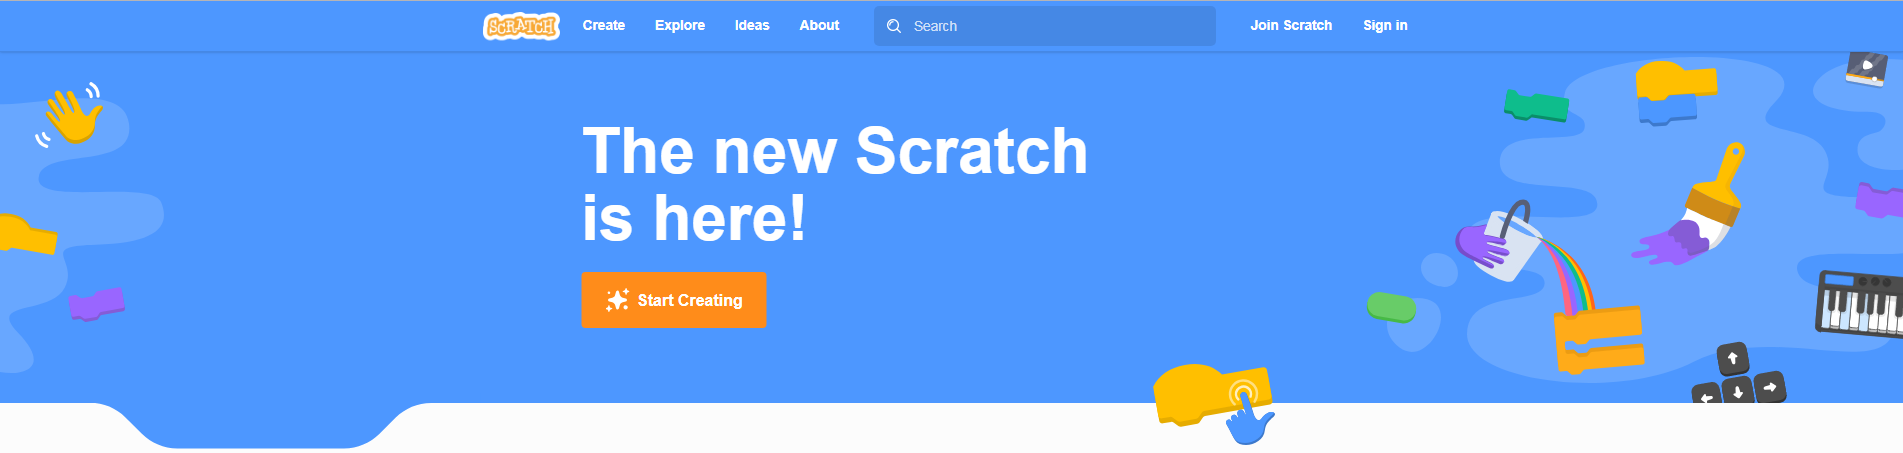 SCRATCH
Create
Explore
Ideas
About
Search
Join Scratch
Sign in
The new Scratch
is here!
Start Creating